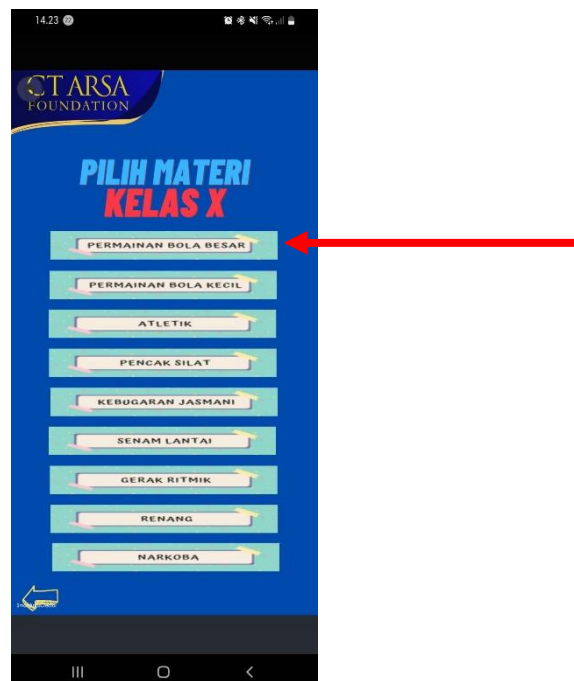 14.23
CT ARSA
FOUNDATION
PILIH MATERI
KELAS X
PERMAINAN BOLA BESAR
PERMAINAN BOLA KECIL
ATLETIK
PENCAK SILAT
KEBUGARAN JASMANI
SENAM LANTAI
GERAK RITMIK
RENANG
NARKOBA